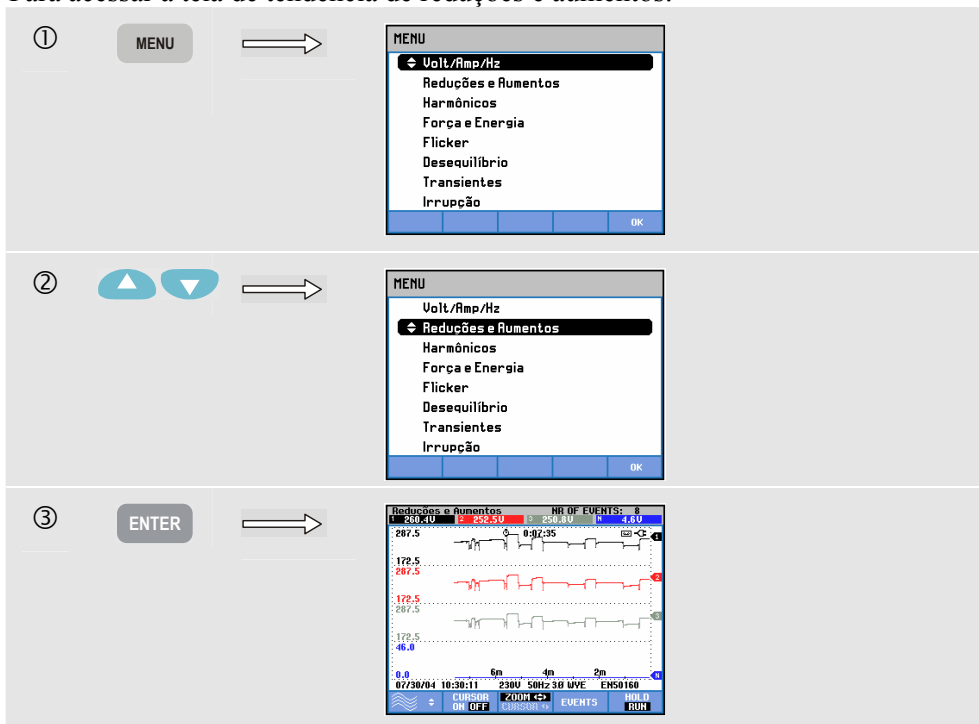 Para acessar a tela de tendência de reduções e aumentos:
①
MENU
MENU
Volt/Amp/Hz
Reduções e Aumentos
Harmônicos
Força e Energia
Flicker
Desequilíbrio
Transientes
Irrupção
OK
②
MENU
Volt/Amp/Hz
Reduções e Aumentos
Harmônicos
Força e Energia
Flicker
Desequilíbrio
Transientes
Irrupção
OK
③
ENTER
Reduções e Aumentos NR OF EVENTS: 8
1 260.4V 2 252.5V 3 250.8V N 4.6V
287.5 0:07:35 1
172.5
287.5 2
172.5
287.5 3
172.5
46.0
0.0 6m 4m 2m N
07/30/04 10:30:11 230V 50Hz 3Ø WYE EN50160
CURSOR ZOOM EVENTS HOLD
ON OFF CURSOR RUN